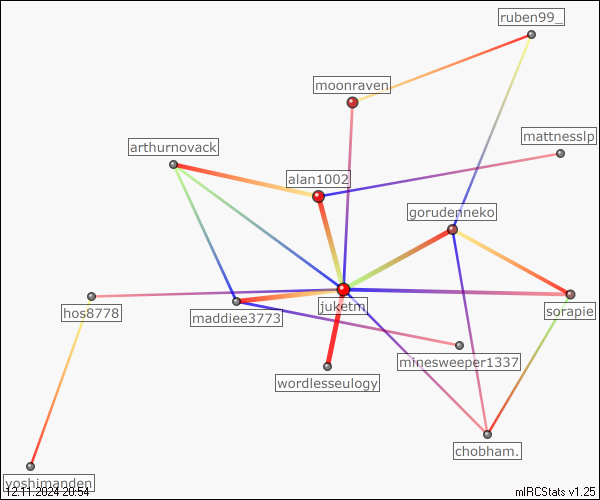 ruben99_
moonraven
mattnesslp
arthurnovack
alan1002
gorudenneko
juketm
hos8778
maddiee3773
sorapie
minesweeper1337
wordlesseulogy
chobham.
yoshimanden
12.11.2024 20:54
mIRCStats v1.25